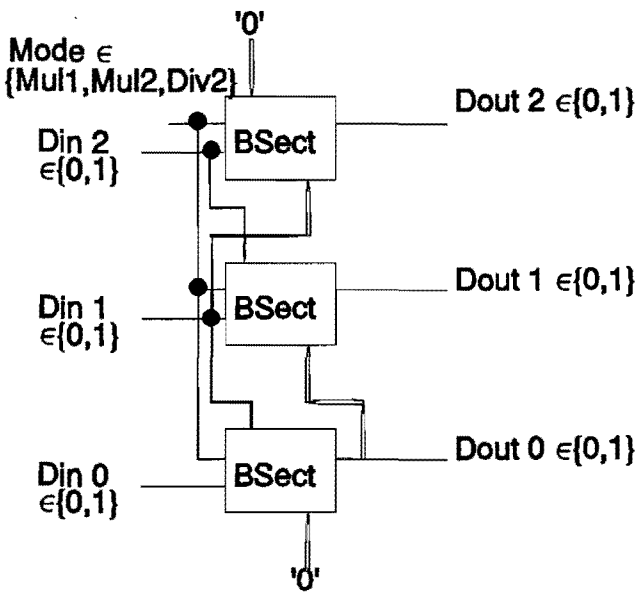 '0'
Mode ∈
{Mul1,Mul2,Div2}
Din 2
∈{0,1}
BSect
Dout 2 ∈{0,1}
Din 1
∈{0,1}
BSect
Dout 1 ∈{0,1}
Din 0
∈{0,1}
BSect
Dout 0 ∈{0,1}
'0'